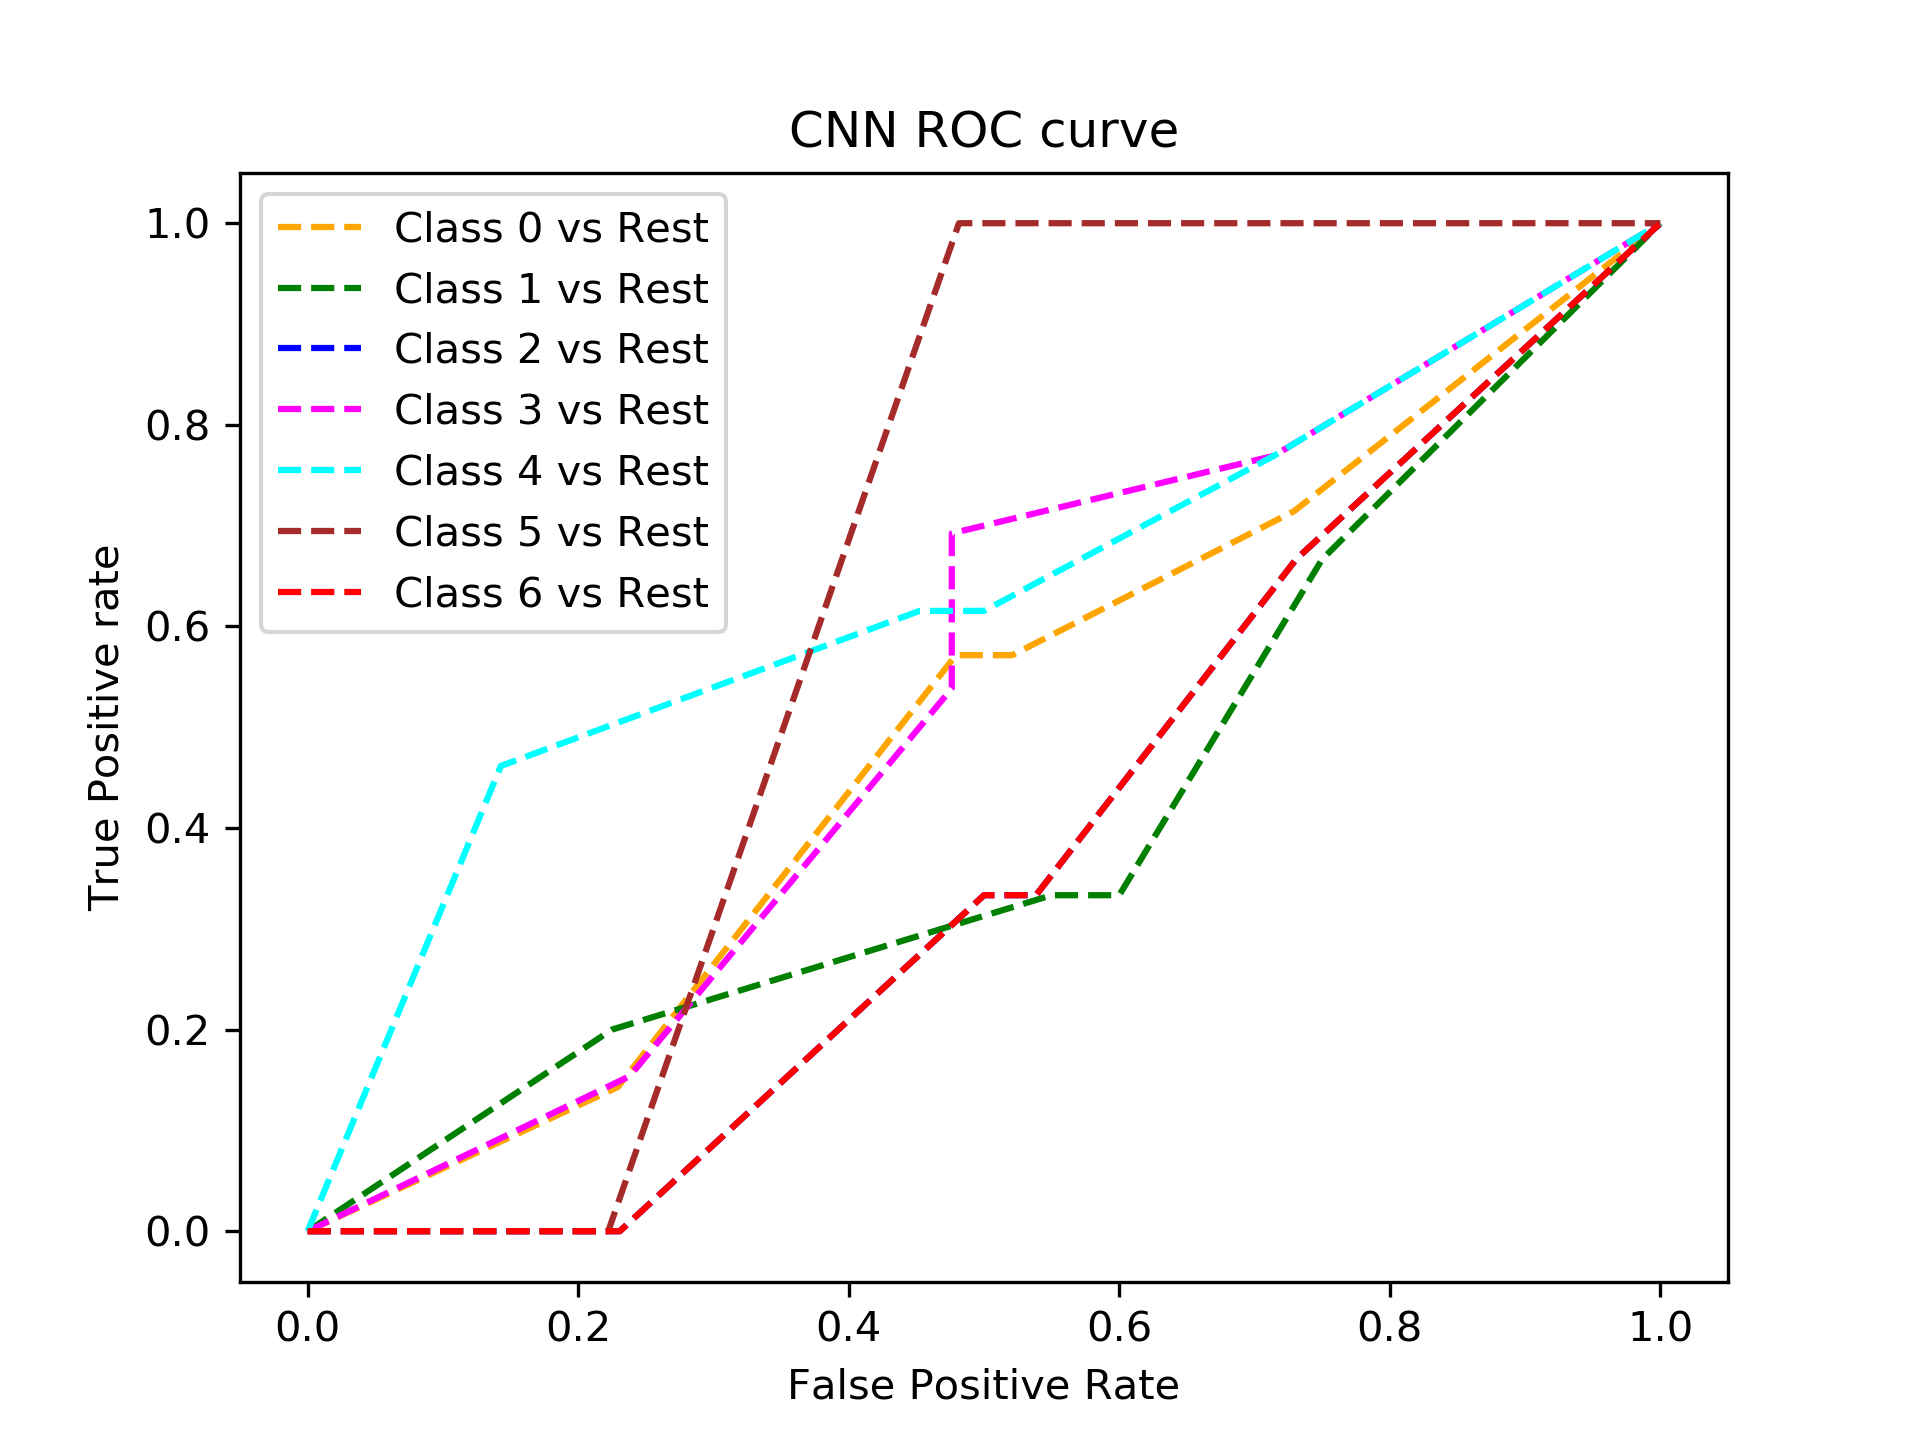 CNN ROC curve
Class 0 vs Rest
Class 1 vs Rest
Class 2 vs Rest
Class 3 vs Rest
Class 4 vs Rest
Class 5 vs Rest
Class 6 vs Rest
True Positive rate
1.0
0.8
0.6
0.4
0.2
0.0
0.0 0.2 0.4 0.6 0.8 1.0
False Positive Rate